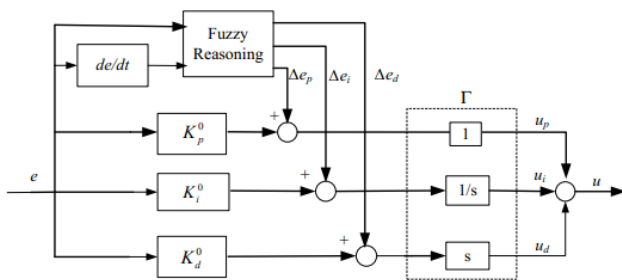 Fuzzy
Reasoning
de/dt
Δe_p
Δe_i
Δe_d
Γ
K_p^0
+
1
u_p
e
K_i^0
+
1/s
u_i
u
K_d^0
+
s
u_d